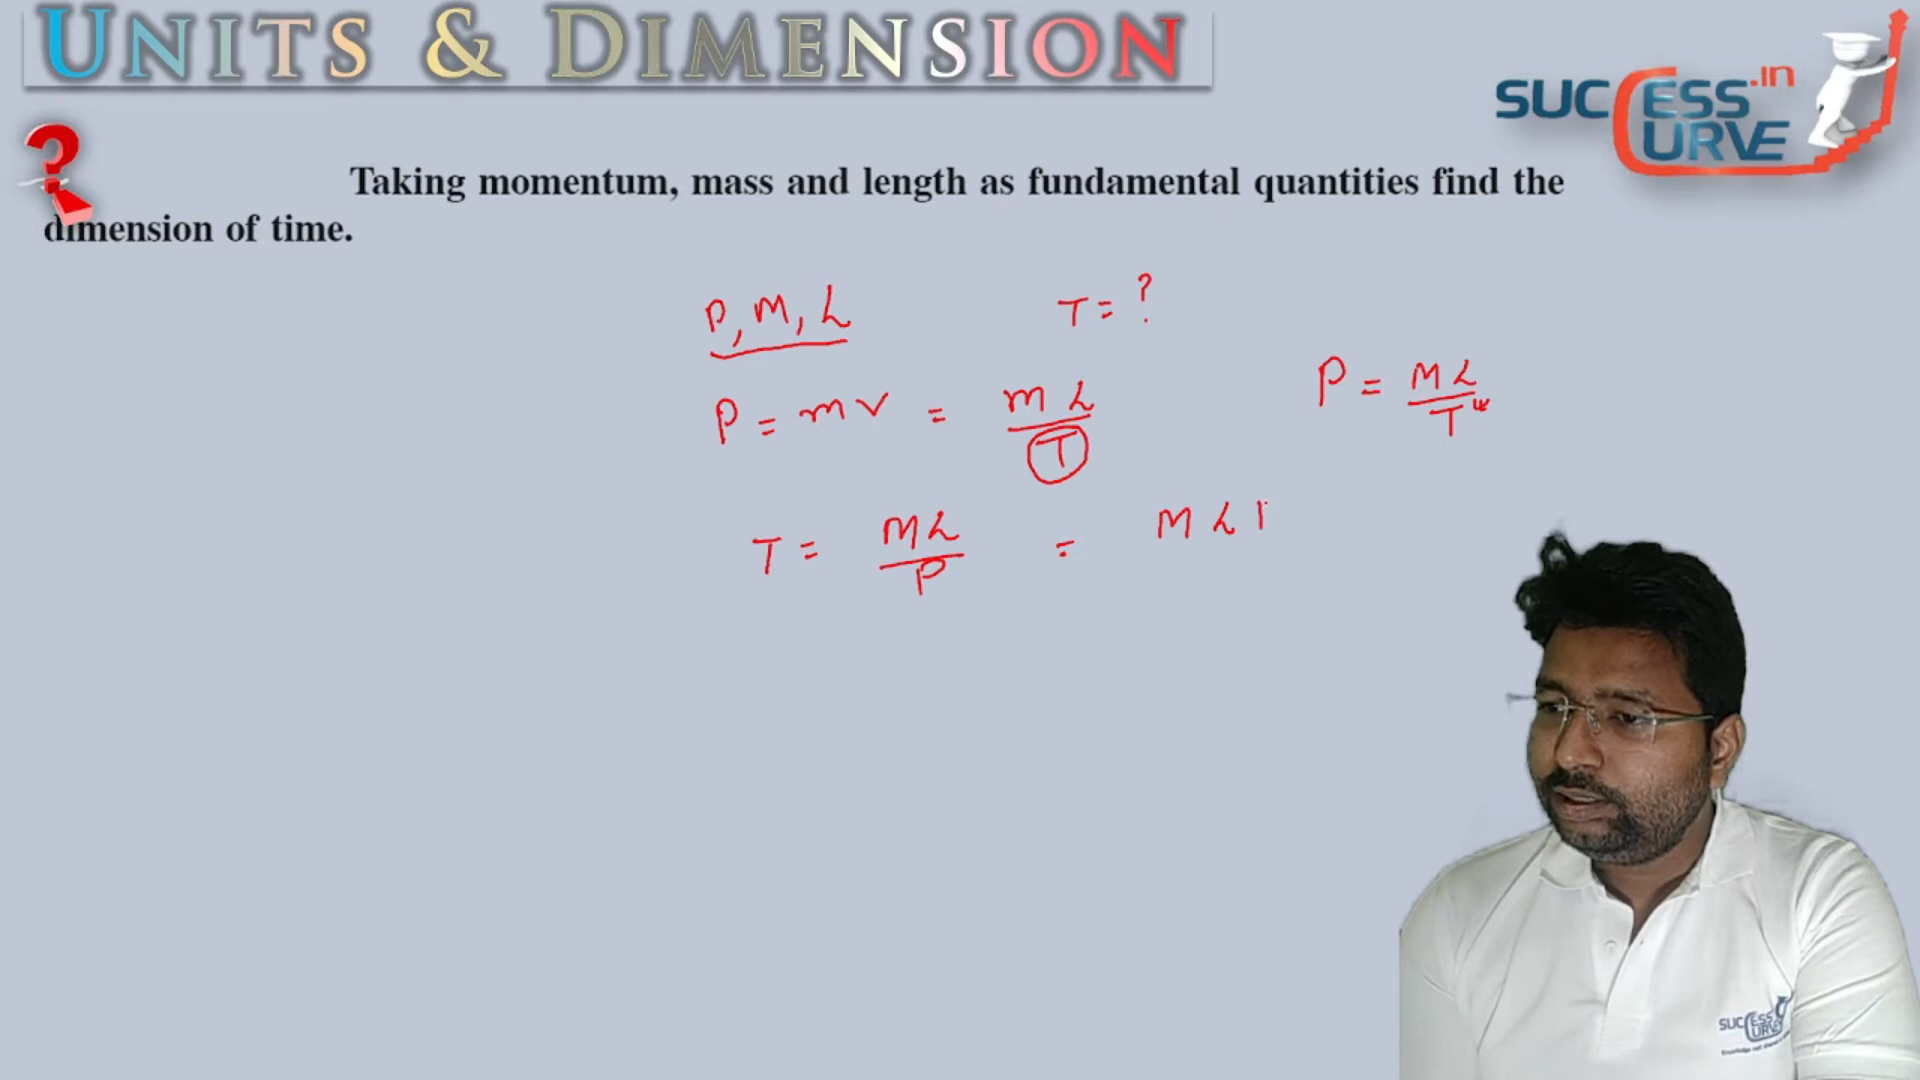 UNITS & DIMENSION
SUCCESS CURVE.in
?
Taking momentum, mass and length as fundamental quantities find the
dimension of time.
P, M, L T = ?
P = mv = mL/T
P = ML/T
T = ML/P = M L
SUCCESS CURVE